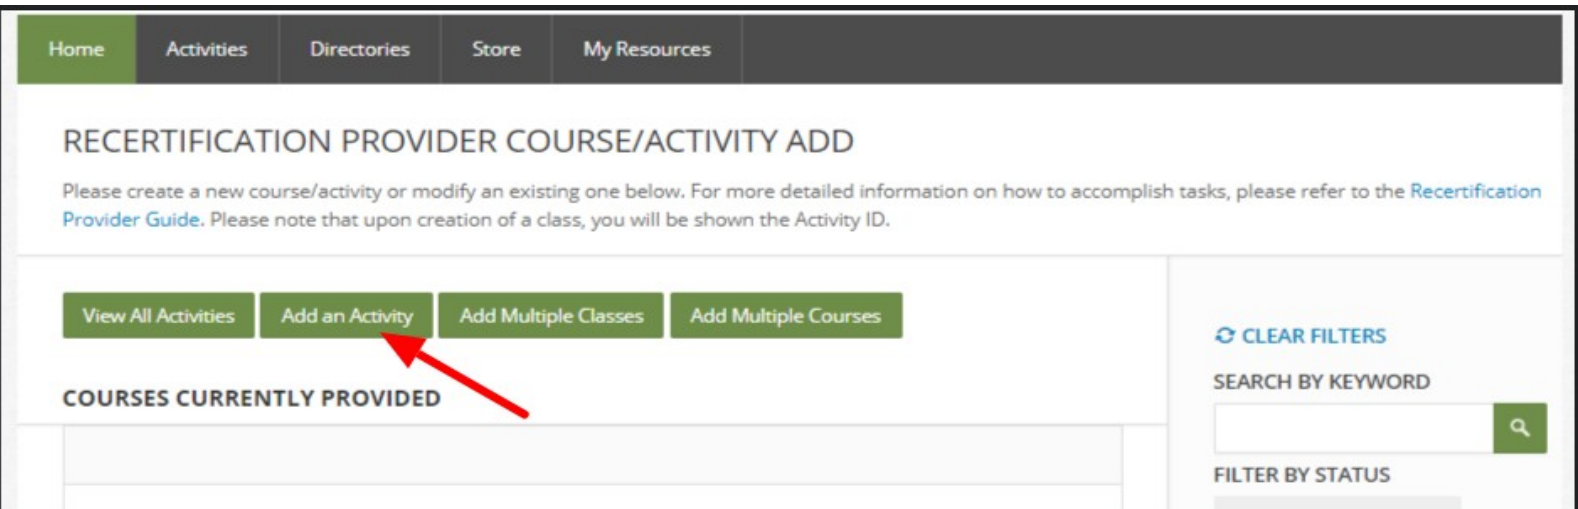 Home Activities Directories Store My Resources
RECERTIFICATION PROVIDER COURSE/ACTIVITY ADD
Please create a new course/activity or modify an existing one below. For more detailed information on how to accomplish tasks, please refer to the Recertification
Provider Guide. Please note that upon creation of a class, you will be shown the Activity ID.
View All Activities Add an Activity Add Multiple Classes Add Multiple Courses
COURSES CURRENTLY PROVIDED
CLEAR FILTERS
SEARCH BY KEYWORD
FILTER BY STATUS